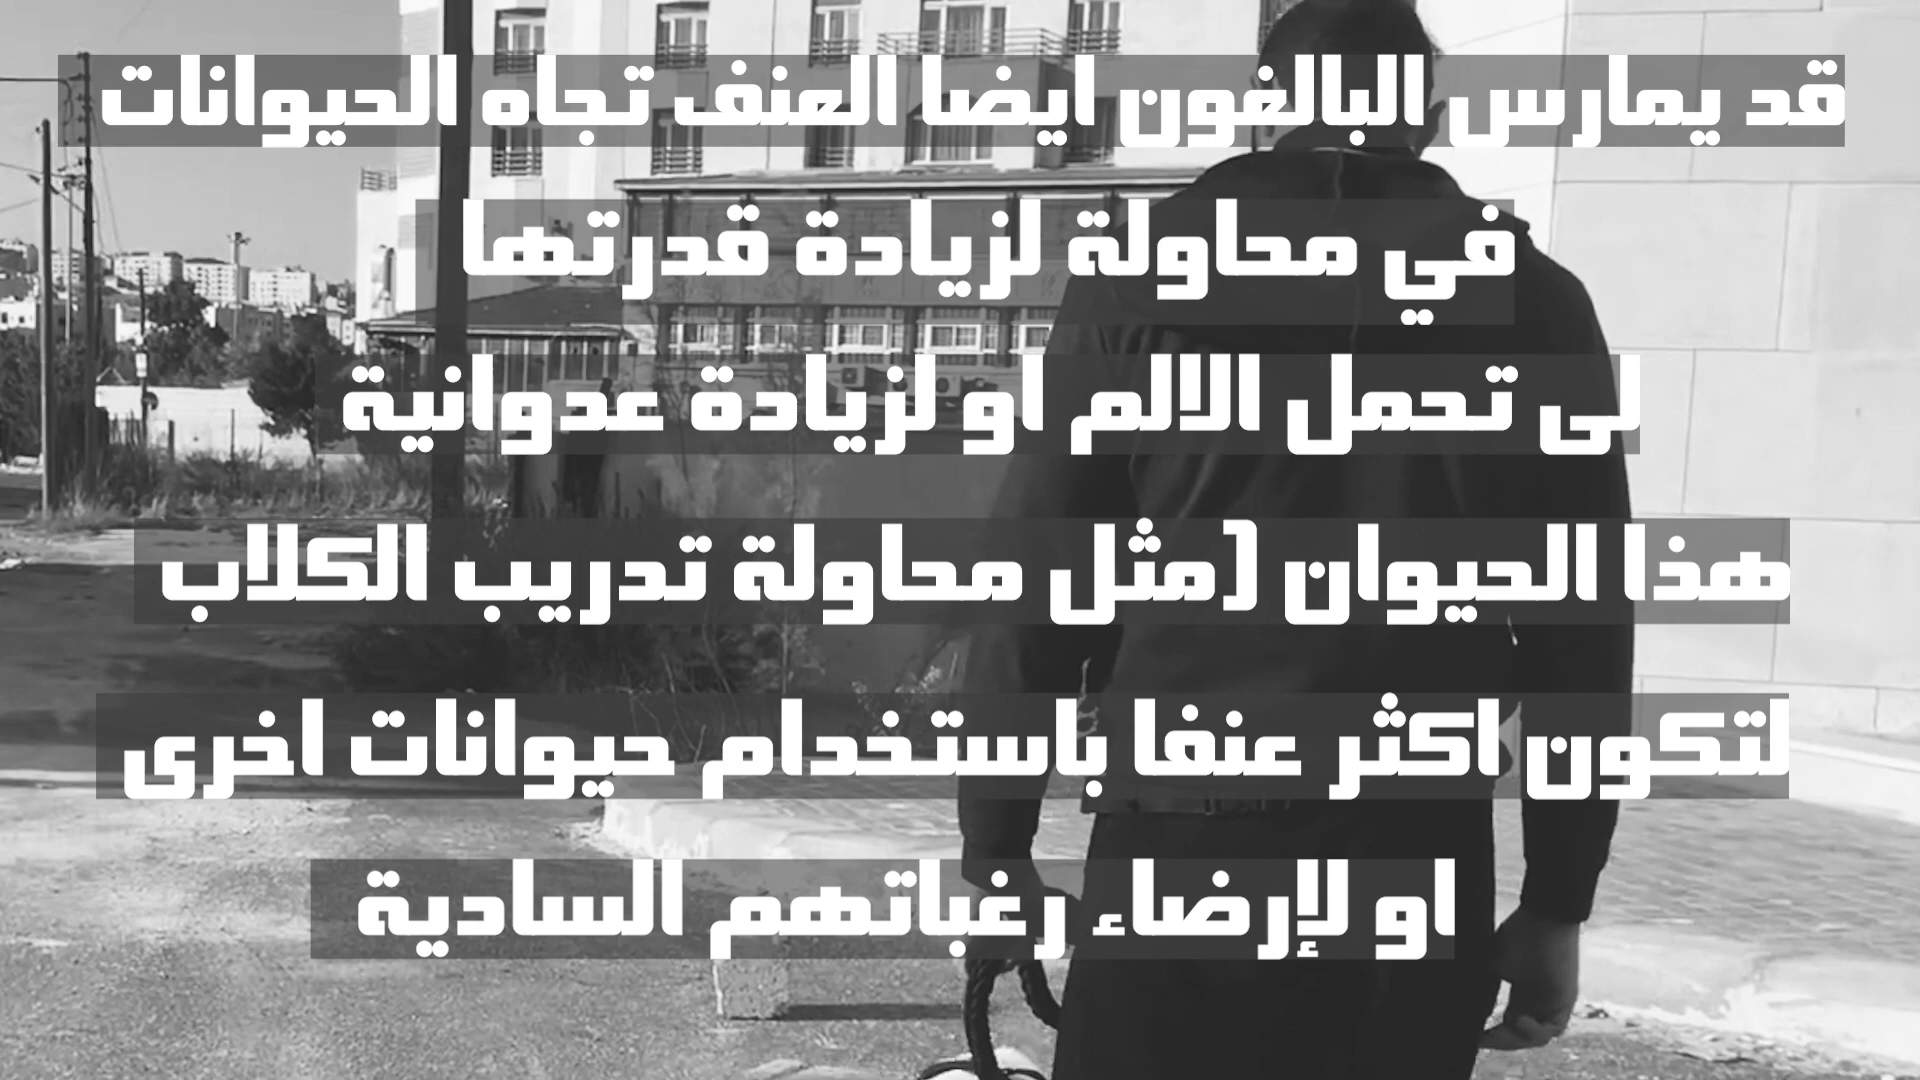 قد يمارس البالغون ايضا العنف تجاه الحيوانات
في محاولة لزيادة قدرتها
لى تحمل الالم او لزيادة عدوانية
هذا الحيوان (مثل محاولة تدريب الكلاب
لتكون اكثر عنفا باستخدام حيوانات اخرى
او لإرضاء رغباتهم السادية